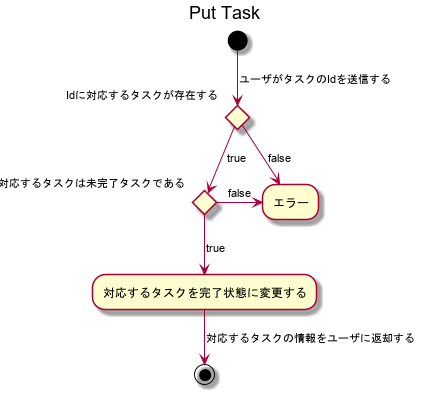 Put Task
ユーザがタスクのIdを送信する
Idに対応するタスクが存在する
true
false
対応するタスクは未完了タスクである
false
エラー
true
対応するタスクを完了状態に変更する
対応するタスクの情報をユーザに返却する